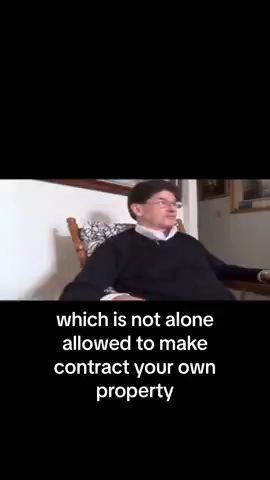 which is not alone
allowed to make
contract your own
property